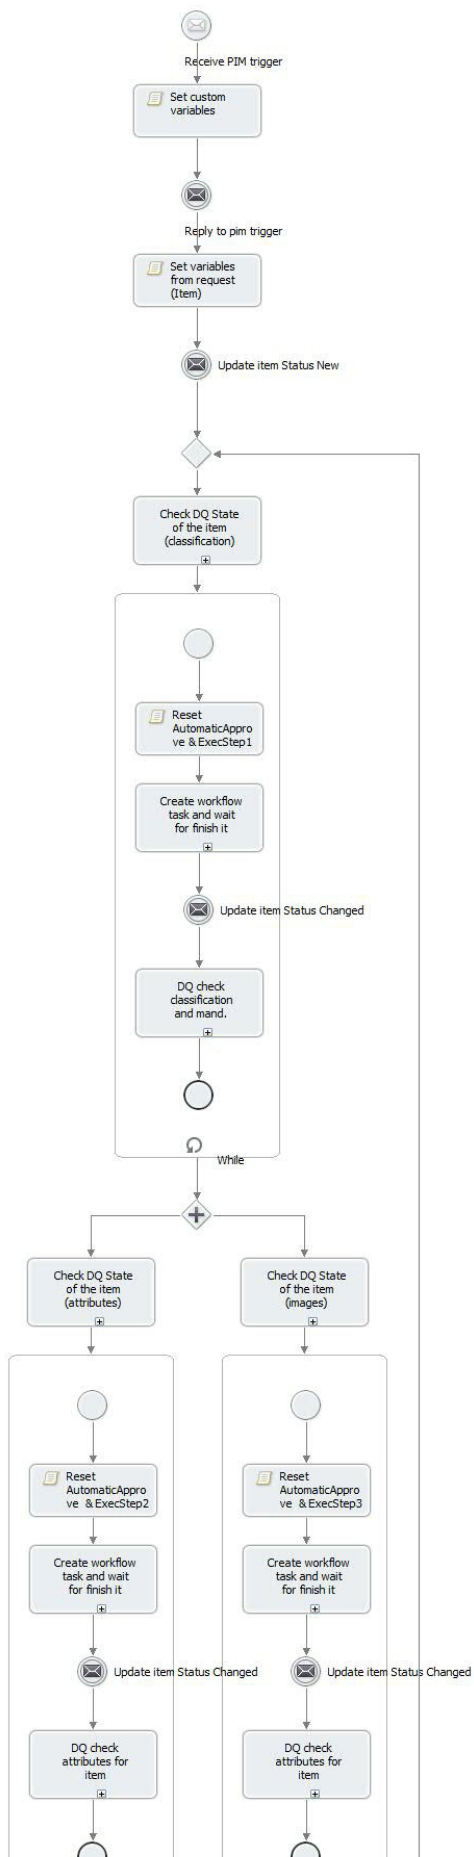 Receive PIM trigger
Set custom
variables
Reply to pim trigger
Set variables
from request
(Item)
Update item Status New
Check DQ State
of the item
(classification)
Reset
AutomaticAppro
ve & ExecStep1
Create workflow
task and wait
for finish it
Update item Status Changed
DQ check
classification
and mand.
While
Check DQ State
of the item
(attributes)
Check DQ State
of the item
(images)
Reset
AutomaticAppro
ve & ExecStep2
Reset
AutomaticAppro
ve & ExecStep3
Create workflow
task and wait
for finish it
Create workflow
task and wait
for finish it
Update item Status Changed
Update item Status Changed
DQ check
attributes for
item
DQ check
attributes for
item